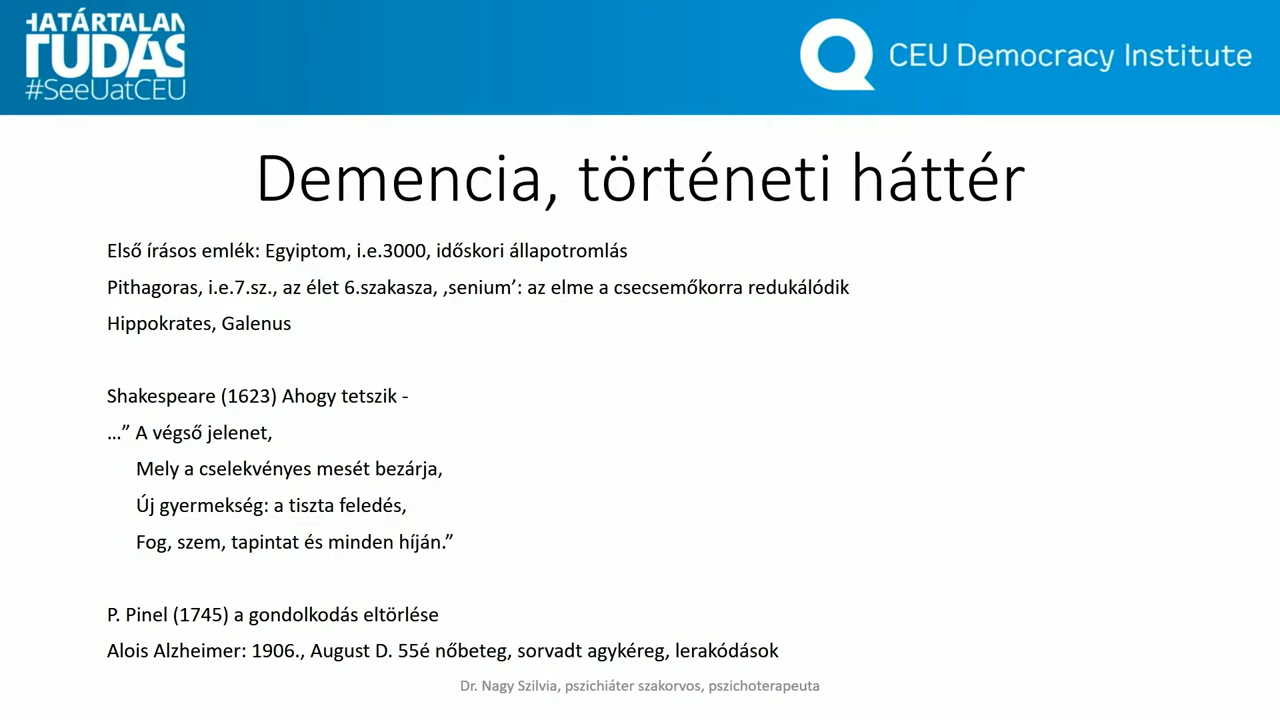 HATÁRTALAN
TUDÁS
#SeeUatCEU
CEU Democracy Institute
Demencia, történeti háttér
Első írásos emlék: Egyiptom, i.e.3000, időskori állapotromlás
Pithagoras, i.e.7.sz., az élet 6.szakasza, ‚senium’: az elme a csecsemőkorra redukálódik
Hippokrates, Galenus
Shakespeare (1623) Ahogy tetszik -
…” A végső jelenet,
Mely a cselekvényes mesét bezárja,
Új gyermekség: a tiszta feledés,
Fog, szem, tapintat és minden híján.”
P. Pinel (1745) a gondolkodás eltörlése
Alois Alzheimer: 1906., August D. 55é nőbeteg, sorvadt agykéreg, lerakódások
Dr. Nagy Szilvia, pszichiáter szakorvos, pszichoterapeuta